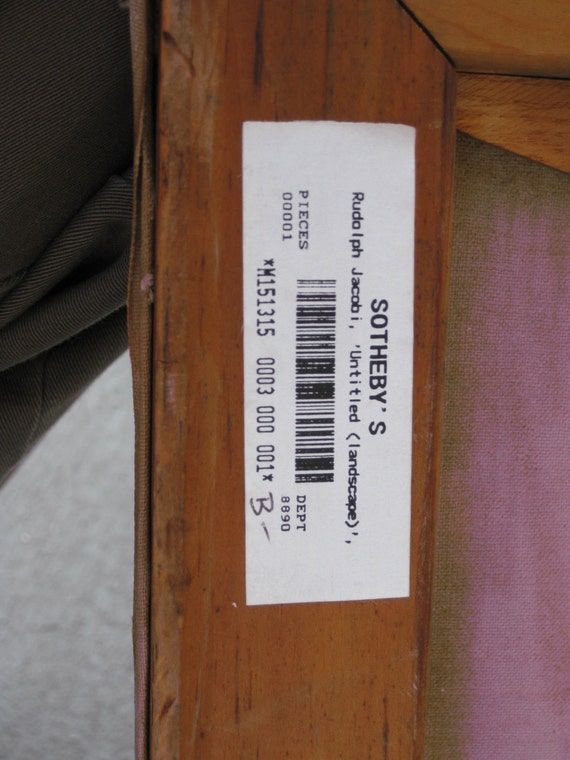 SOTHEBY'S
Rudolph Jacobi, 'Untitled (landscape)',
PIECES
00001
DEPT
8890
*M151315 0003 000 001*
B-